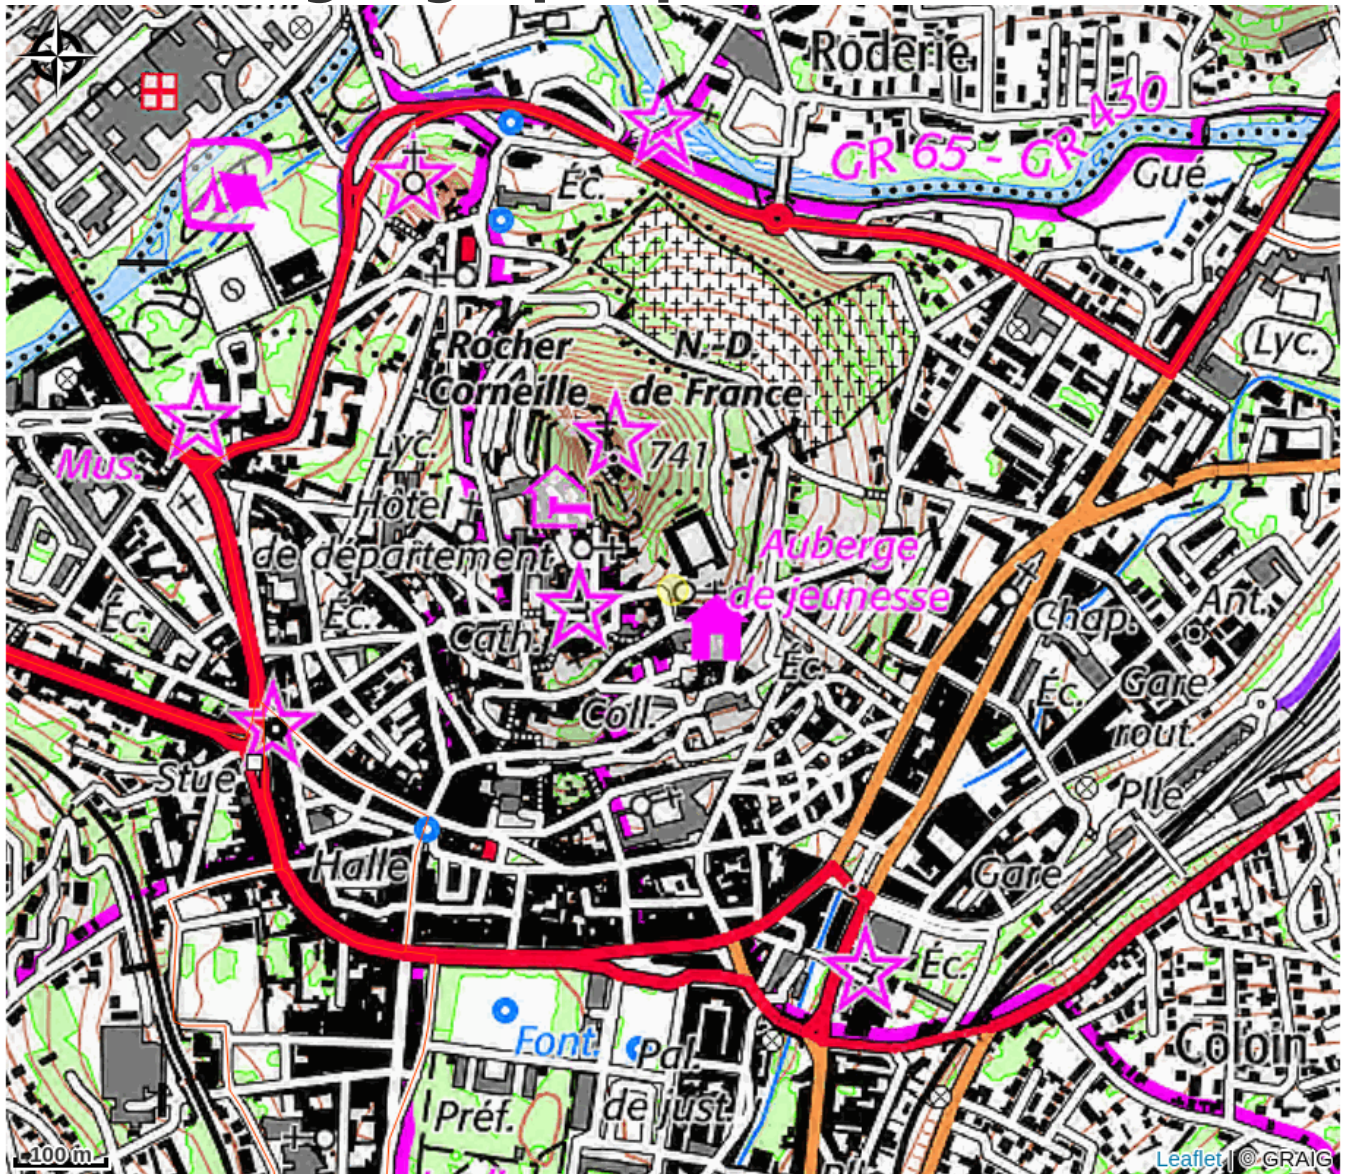 Roderie
GR 65 - GR 430
Gué
Éc.
Lyc.
Rocher
Corneille
N.-D.
de France
741
Mus.
Lyc.
Hôtel
de département
Auberge
de jeunesse
Éc.
Éc.
Cath.
Chap.
Ant.
Éc.
Éc.
Gare
rout.
Coll.
Stue
Plle
Halle
Gare
Éc.
Font.
Pal.
de just.
Préf.
Coloin
100 m
Leaflet | © GRAIG